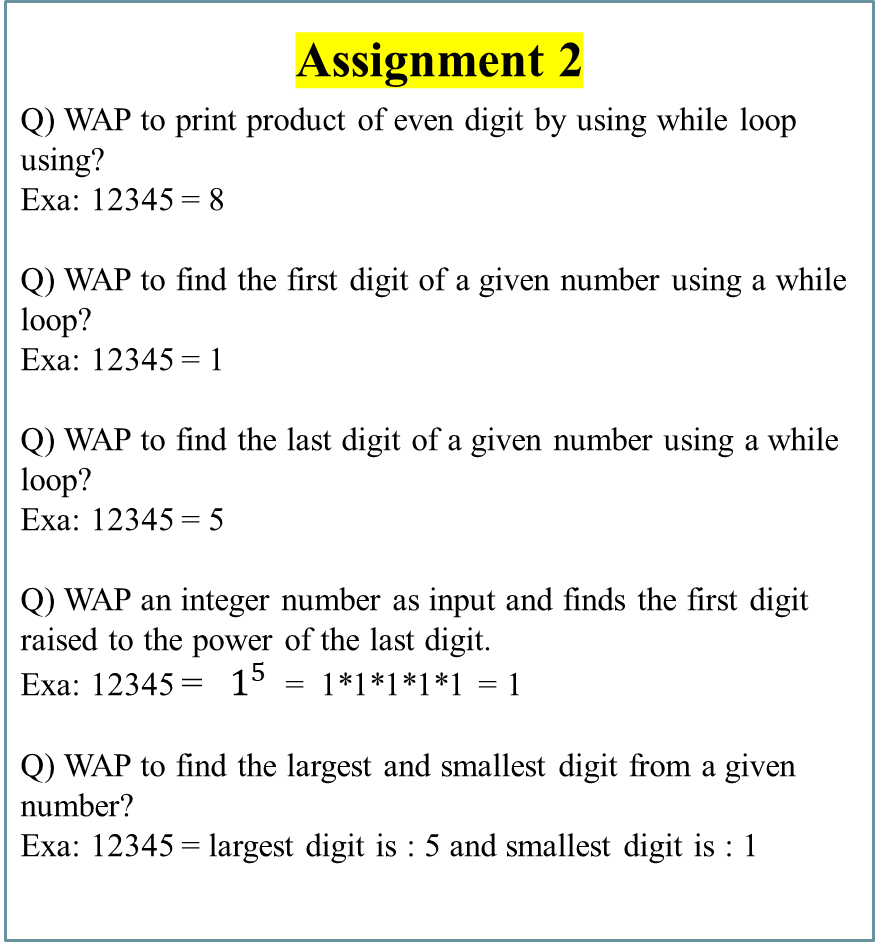 Assignment 2
Q) WAP to print product of even digit by using while loop
using?
Exa: 12345 = 8
Q) WAP to find the first digit of a given number using a while
loop?
Exa: 12345 = 1
Q) WAP to find the last digit of a given number using a while
loop?
Exa: 12345 = 5
Q) WAP an integer number as input and finds the first digit
raised to the power of the last digit.
Exa: 12345 = 1⁵ = 1*1*1*1*1 = 1
Q) WAP to find the largest and smallest digit from a given
number?
Exa: 12345 = largest digit is : 5 and smallest digit is : 1